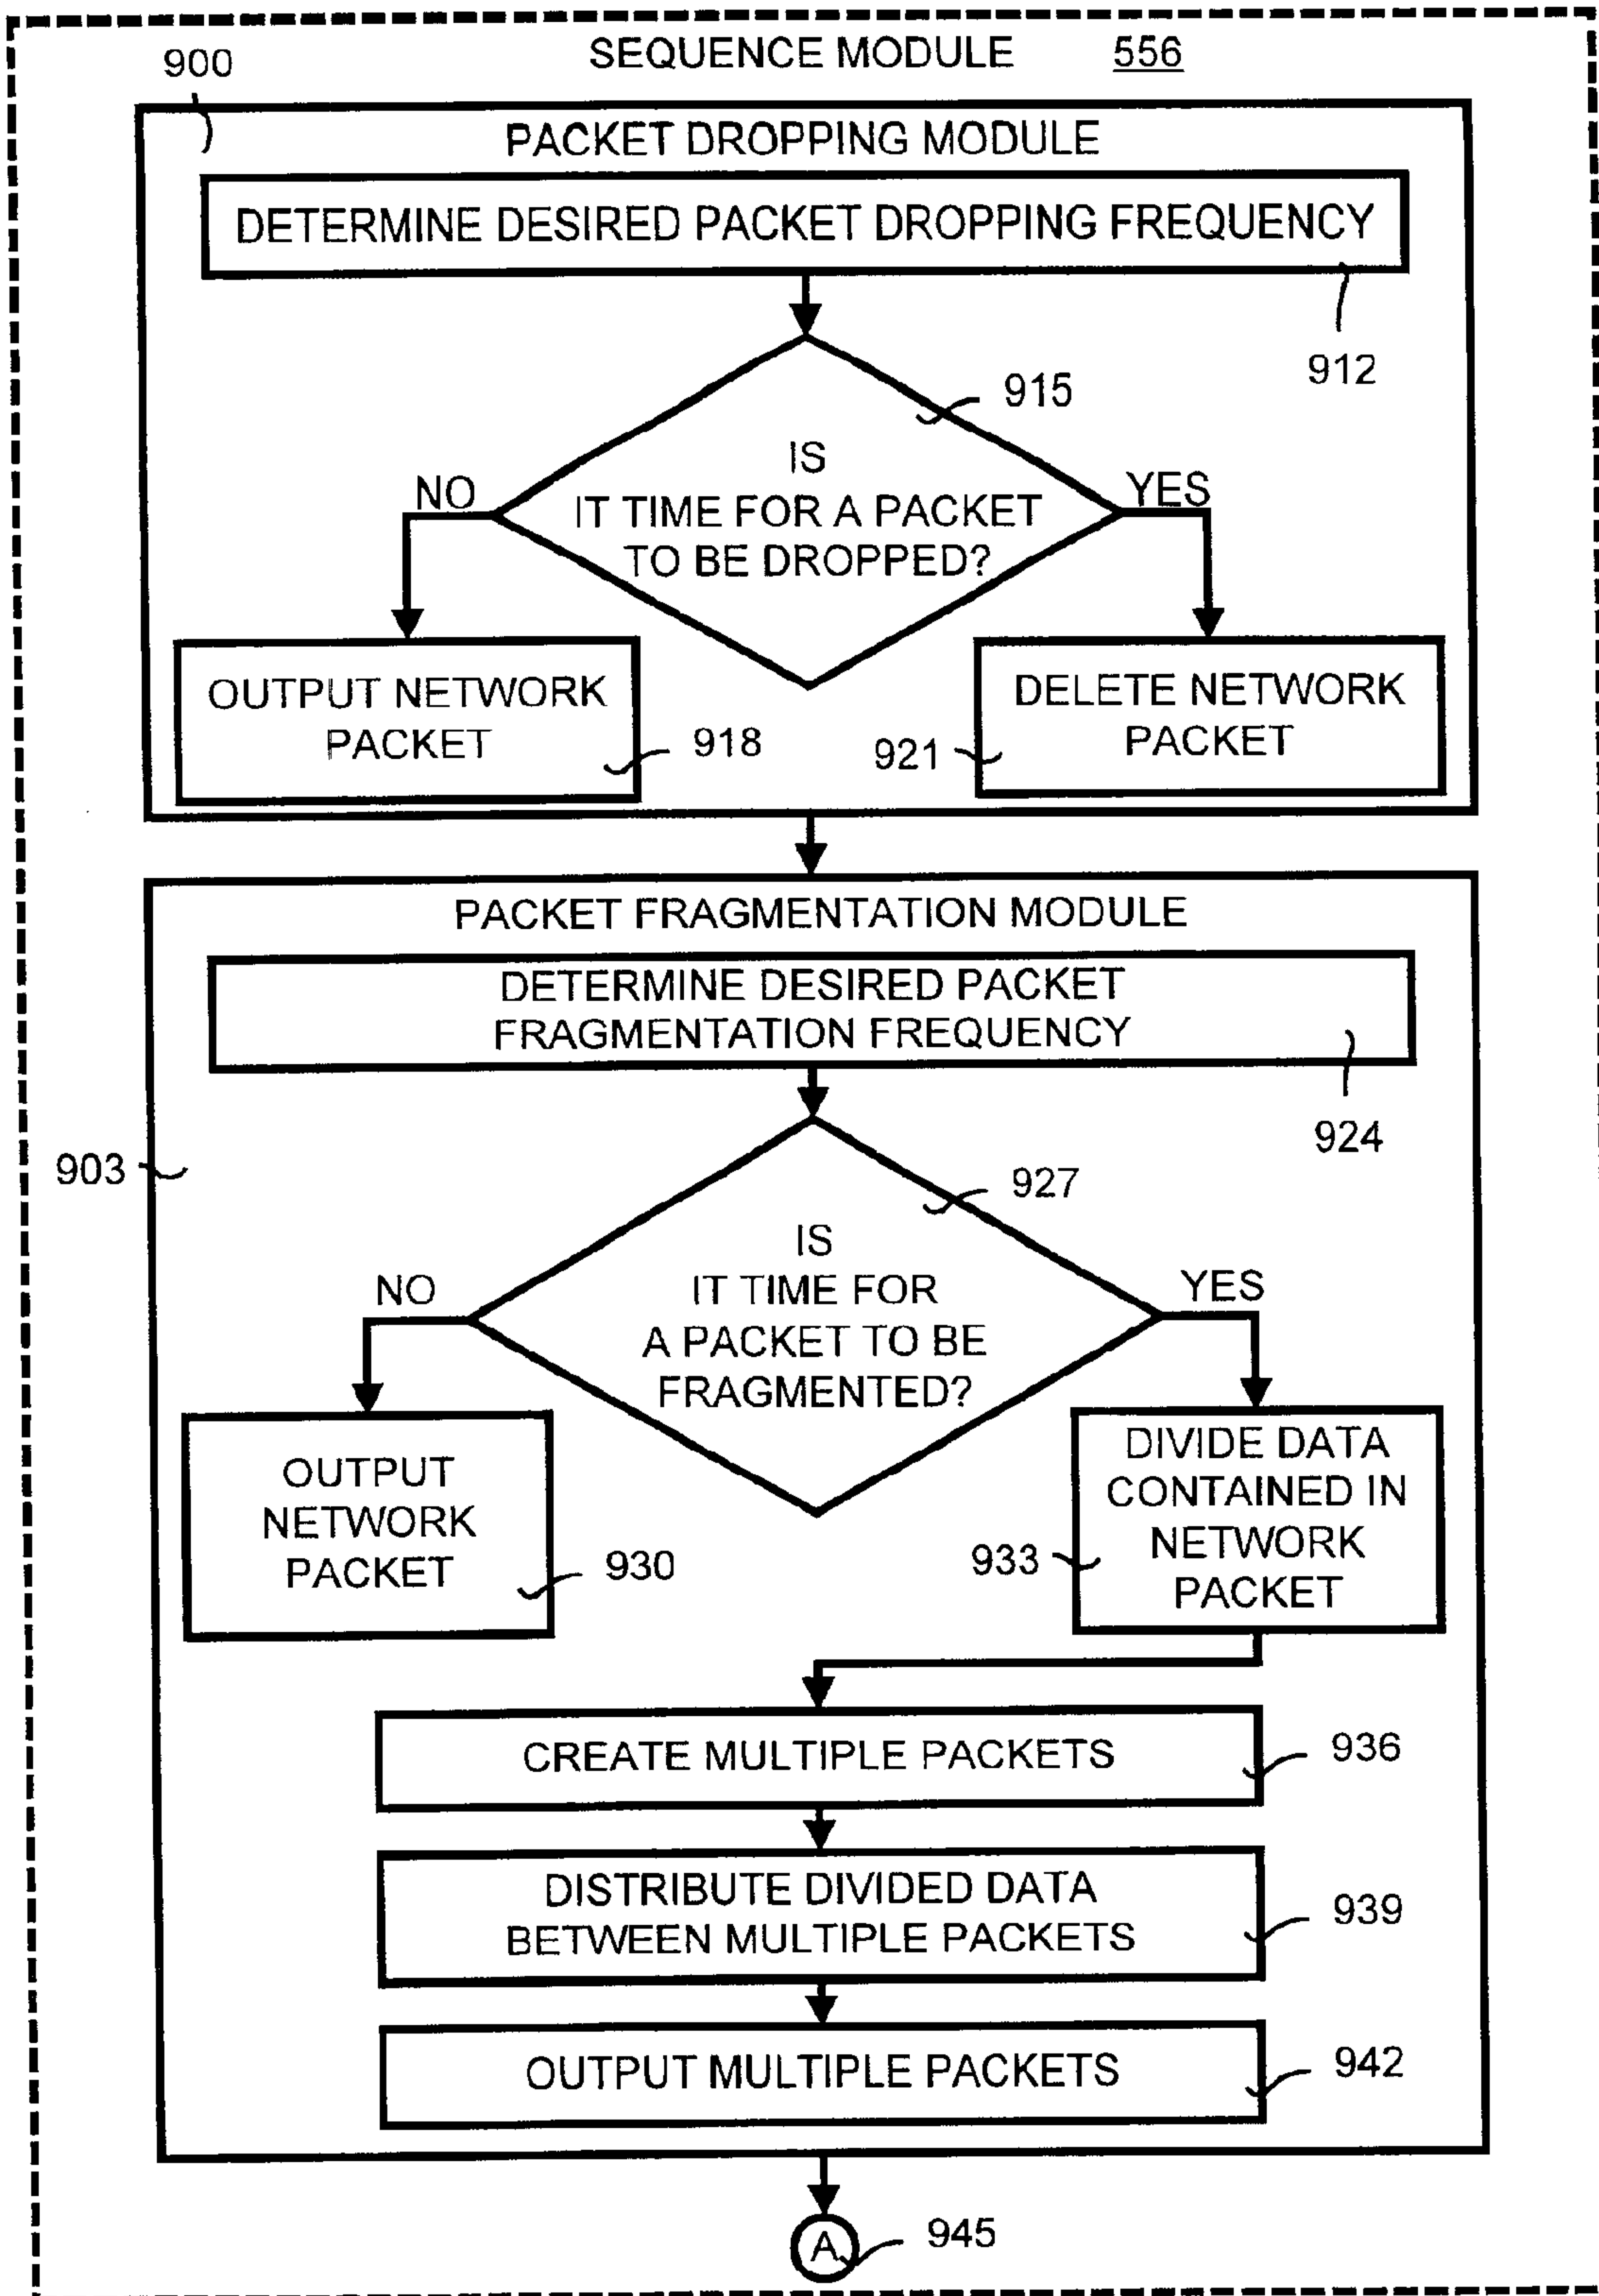 SEQUENCE MODULE 556
900
PACKET DROPPING MODULE
DETERMINE DESIRED PACKET DROPPING FREQUENCY
912
915
IS
IT TIME FOR A PACKET
TO BE DROPPED?
NO
YES
OUTPUT NETWORK
PACKET
918
DELETE NETWORK
PACKET
921
PACKET FRAGMENTATION MODULE
DETERMINE DESIRED PACKET
FRAGMENTATION FREQUENCY
924
903
927
IS
IT TIME FOR
A PACKET TO BE
FRAGMENTED?
NO
YES
OUTPUT
NETWORK
PACKET
930
DIVIDE DATA
CONTAINED IN
NETWORK
PACKET
933
CREATE MULTIPLE PACKETS
936
DISTRIBUTE DIVIDED DATA
BETWEEN MULTIPLE PACKETS
939
OUTPUT MULTIPLE PACKETS
942
A
945